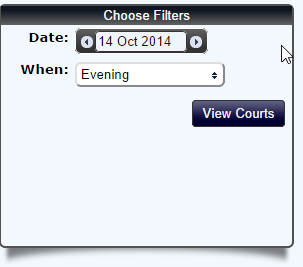 Choose Filters
Date: 14 Oct 2014
When: Evening
View Courts